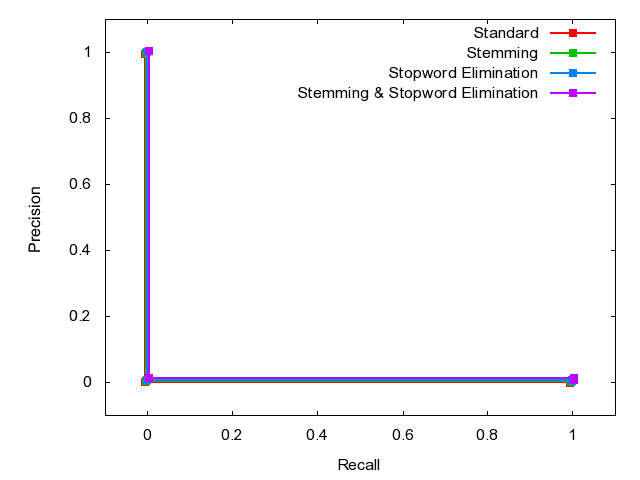 Standard
Stemming
Stopword Elimination
Stemming & Stopword Elimination
1
0.8
0.6
0.4
0.2
0
Precision
0 0.2 0.4 0.6 0.8 1
Recall